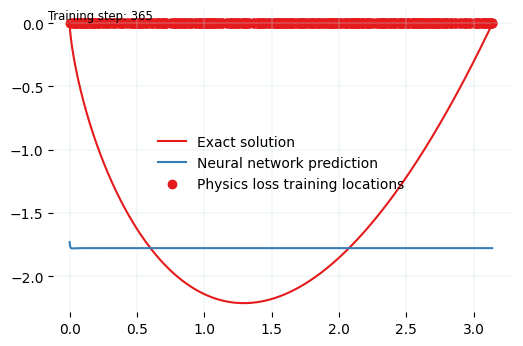 Training step: 365
0.0
−0.5
−1.0
−1.5
−2.0
Exact solution
Neural network prediction
Physics loss training locations
0.0 0.5 1.0 1.5 2.0 2.5 3.0